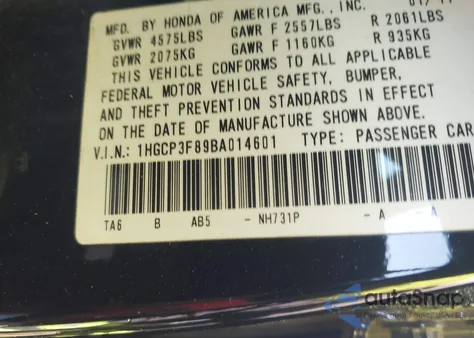 MFD. BY HONDA OF AMERICA MFG., INC.
GVWR 4575LBS GAWR F 2557LBS R 2061LBS
GVWR 2075KG GAWR F 1160KG R 935KG
THIS VEHICLE CONFORMS TO ALL APPLICABLE
FEDERAL MOTOR VEHICLE SAFETY, BUMPER,
AND THEFT PREVENTION STANDARDS IN EFFECT
ON THE DATE OF MANUFACTURE SHOWN ABOVE.
V.I.N.: 1HGCP3F89BA014601 TYPE: PASSENGER CAR
TA6 B AB5 - NH731P - A A
autoSnap